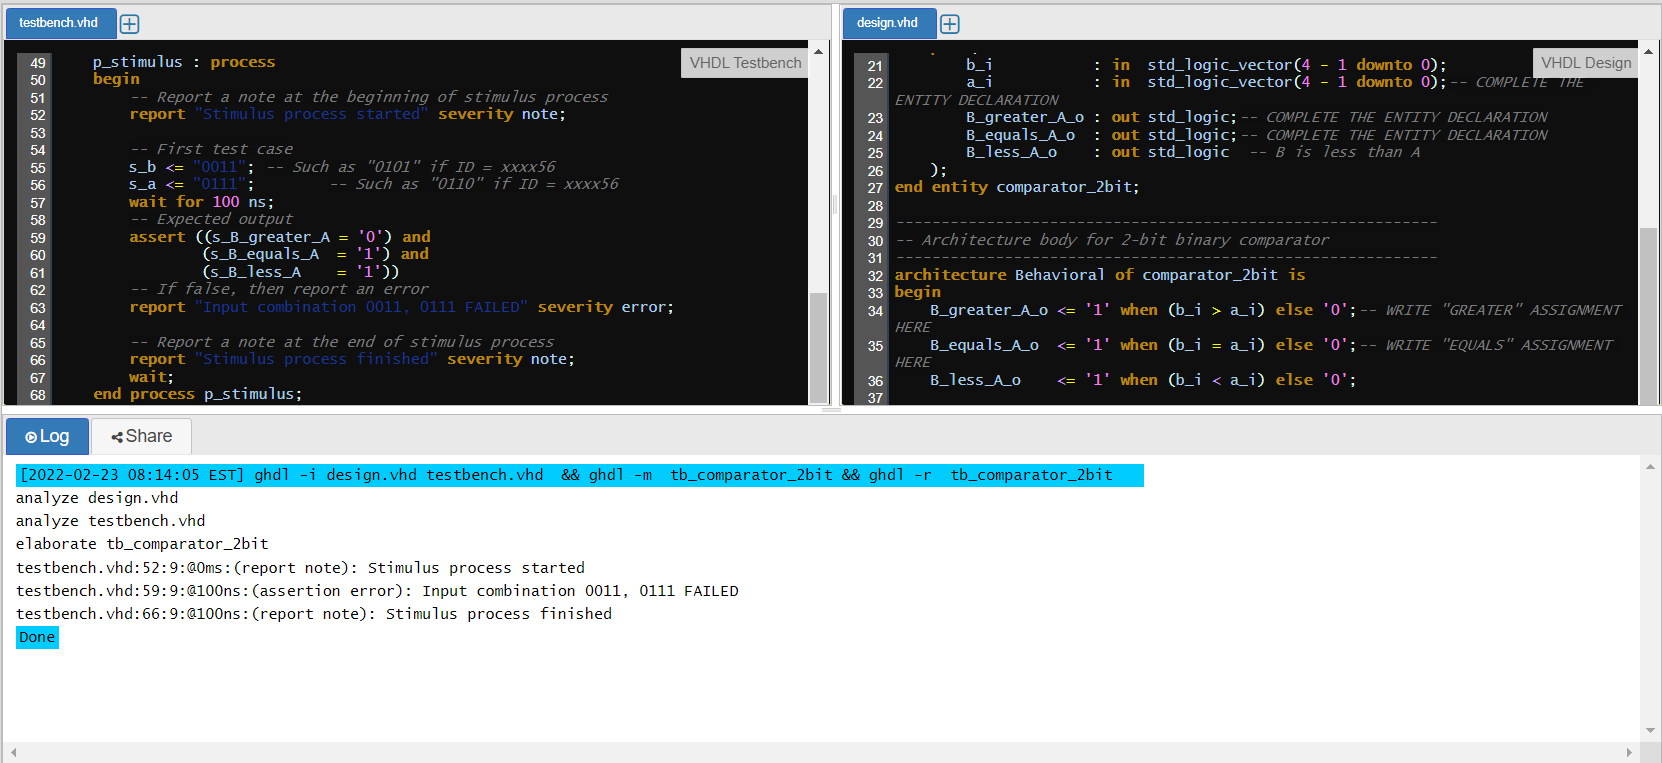 testbench.vhd
VHDL Testbench
49 p_stimulus : process
50 begin
51 -- Report a note at the beginning of stimulus process
52 report "Stimulus process started" severity note;
53
54 -- First test case
55 s_b <= "0011"; -- Such as "0101" if ID = xxxx56
56 s_a <= "0111"; -- Such as "0110" if ID = xxxx56
57 wait for 100 ns;
58 -- Expected output
59 assert ((s_B_greater_A = '0') and
60 (s_B_equals_A = '1') and
61 (s_B_less_A = '1'))
62 -- If false, then report an error
63 report "Input combination 0011, 0111 FAILED" severity error;
64
65 -- Report a note at the end of stimulus process
66 report "Stimulus process finished" severity note;
67 wait;
68 end process p_stimulus;
design.vhd
VHDL Design
21 b_i : in std_logic_vector(4 - 1 downto 0);
22 a_i : in std_logic_vector(4 - 1 downto 0);-- COMPLETE THE
ENTITY DECLARATION
23 B_greater_A_o : out std_logic;-- COMPLETE THE ENTITY DECLARATION
24 B_equals_A_o : out std_logic;-- COMPLETE THE ENTITY DECLARATION
25 B_less_A_o : out std_logic -- B is less than A
26 );
27 end entity comparator_2bit;
28
29 ------------------------------------------------------------
30 -- Architecture body for 2-bit binary comparator
31 ------------------------------------------------------------
32 architecture Behavioral of comparator_2bit is
33 begin
34 B_greater_A_o <= '1' when (b_i > a_i) else '0';-- WRITE "GREATER" ASSIGNMENT
HERE
35 B_equals_A_o <= '1' when (b_i = a_i) else '0';-- WRITE "EQUALS" ASSIGNMENT
HERE
36 B_less_A_o <= '1' when (b_i < a_i) else '0';
37
Log
Share
[2022-02-23 08:14:05 EST] ghdl -i design.vhd testbench.vhd && ghdl -m tb_comparator_2bit && ghdl -r tb_comparator_2bit
analyze design.vhd
analyze testbench.vhd
elaborate tb_comparator_2bit
testbench.vhd:52:9:@0ms:(report note): Stimulus process started
testbench.vhd:59:9:@100ns:(assertion error): Input combination 0011, 0111 FAILED
testbench.vhd:66:9:@100ns:(report note): Stimulus process finished
Done